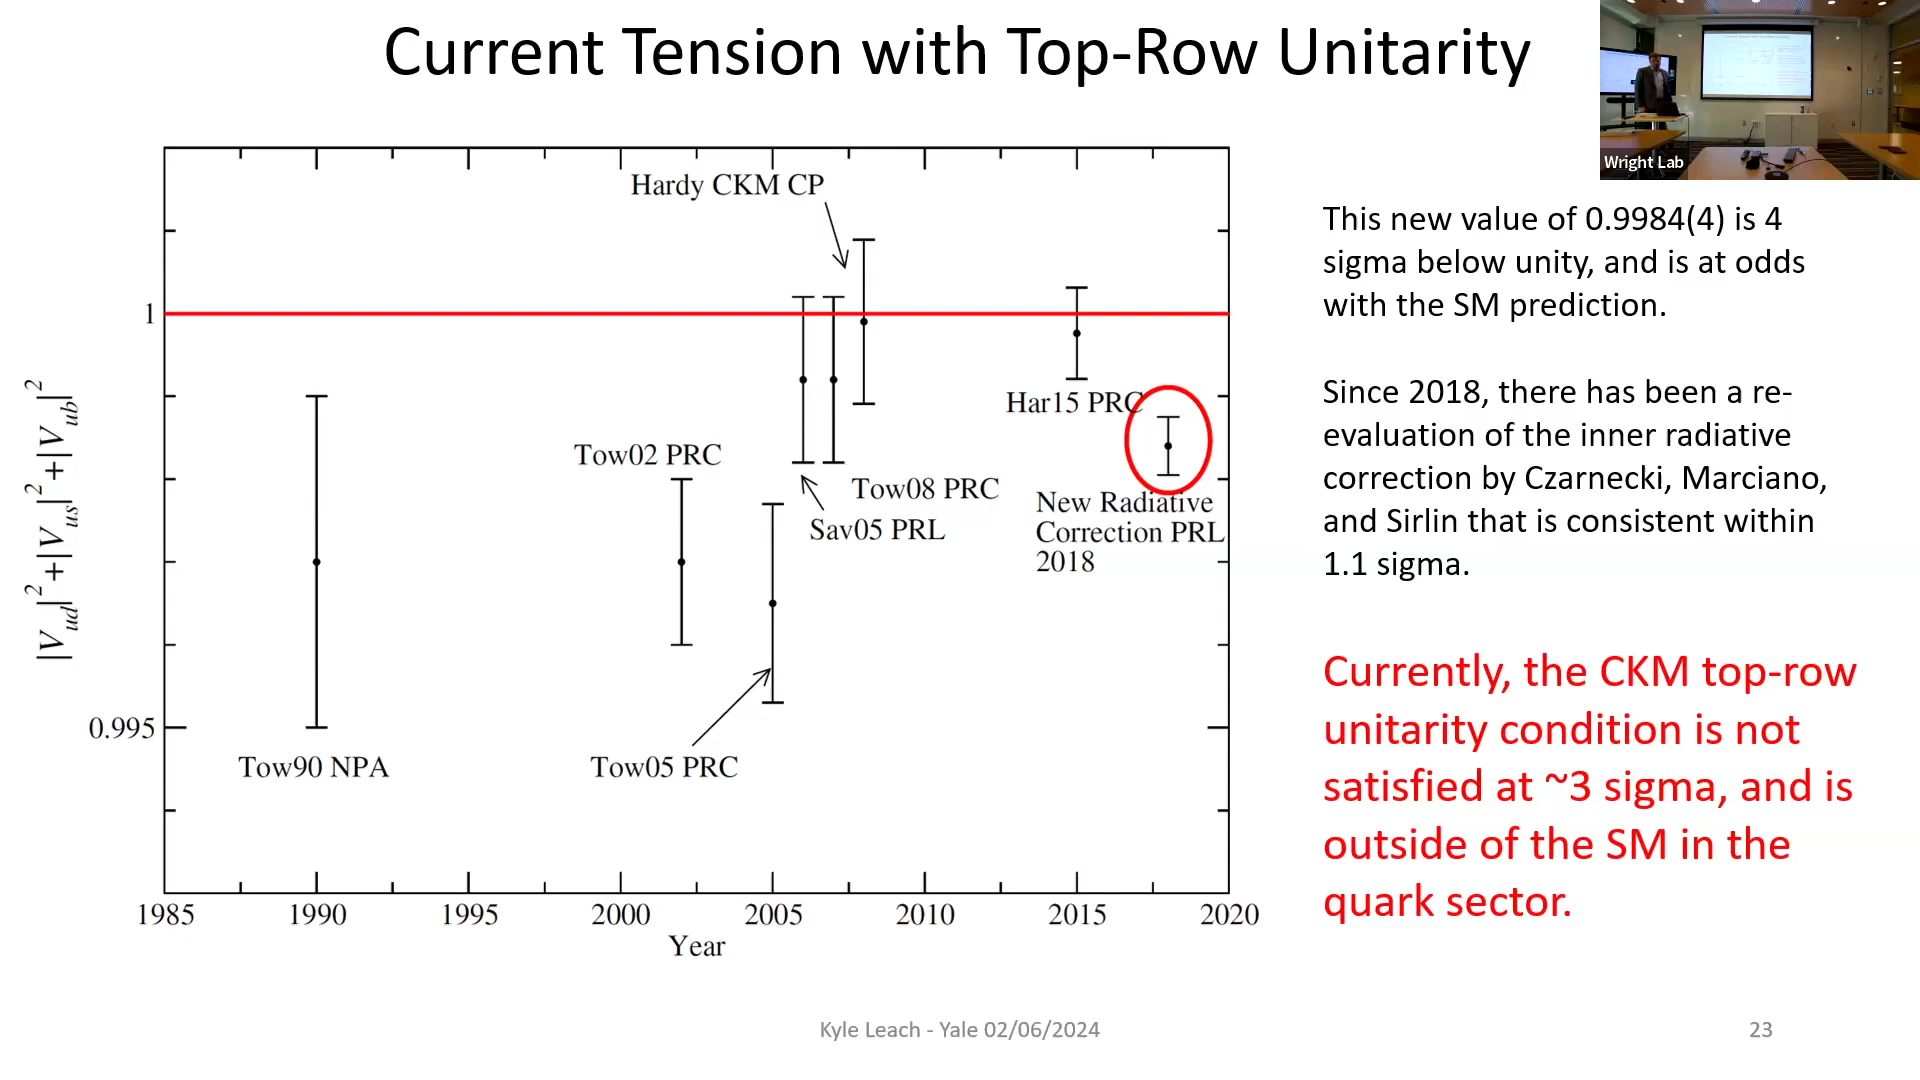 Current Tension with Top-Row Unitarity
Wright Lab
Hardy CKM CP
1
Har15 PRC
Tow02 PRC
Tow08 PRC
Sav05 PRL
New Radiative
Correction PRL
2018
|V_ud|^2+|V_us|^2+|V_ub|^2
0.995
Tow90 NPA
Tow05 PRC
1985 1990 1995 2000 2005 2010 2015 2020
Year
This new value of 0.9984(4) is 4
sigma below unity, and is at odds
with the SM prediction.
Since 2018, there has been a re-
evaluation of the inner radiative
correction by Czarnecki, Marciano,
and Sirlin that is consistent within
1.1 sigma.
Currently, the CKM top-row
unitarity condition is not
satisfied at ~3 sigma, and is
outside of the SM in the
quark sector.
Kyle Leach - Yale 02/06/2024
23